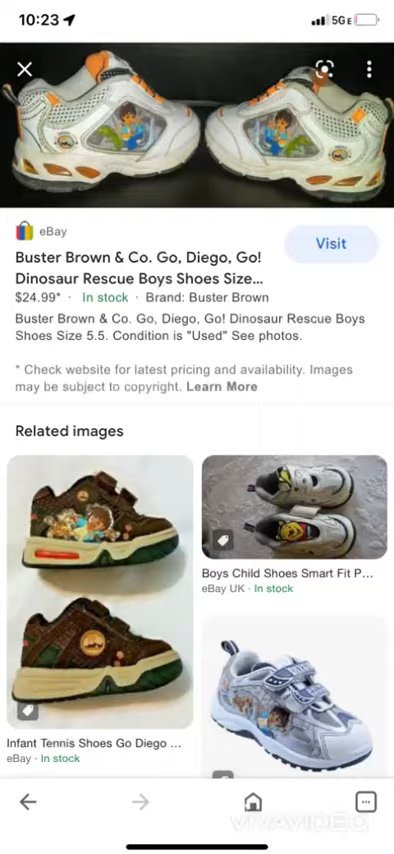 10:23
5G E
eBay
Visit
Buster Brown & Co. Go, Diego, Go!
Dinosaur Rescue Boys Shoes Size...
$24.99* · In stock · Brand: Buster Brown
Buster Brown & Co. Go, Diego, Go! Dinosaur Rescue Boys
Shoes Size 5.5. Condition is "Used" See photos.
* Check website for latest pricing and availability. Images
may be subject to copyright. Learn More
Related images
Boys Child Shoes Smart Fit P...
eBay UK · In stock
Infant Tennis Shoes Go Diego ...
eBay · In stock
VIVAVIDEO